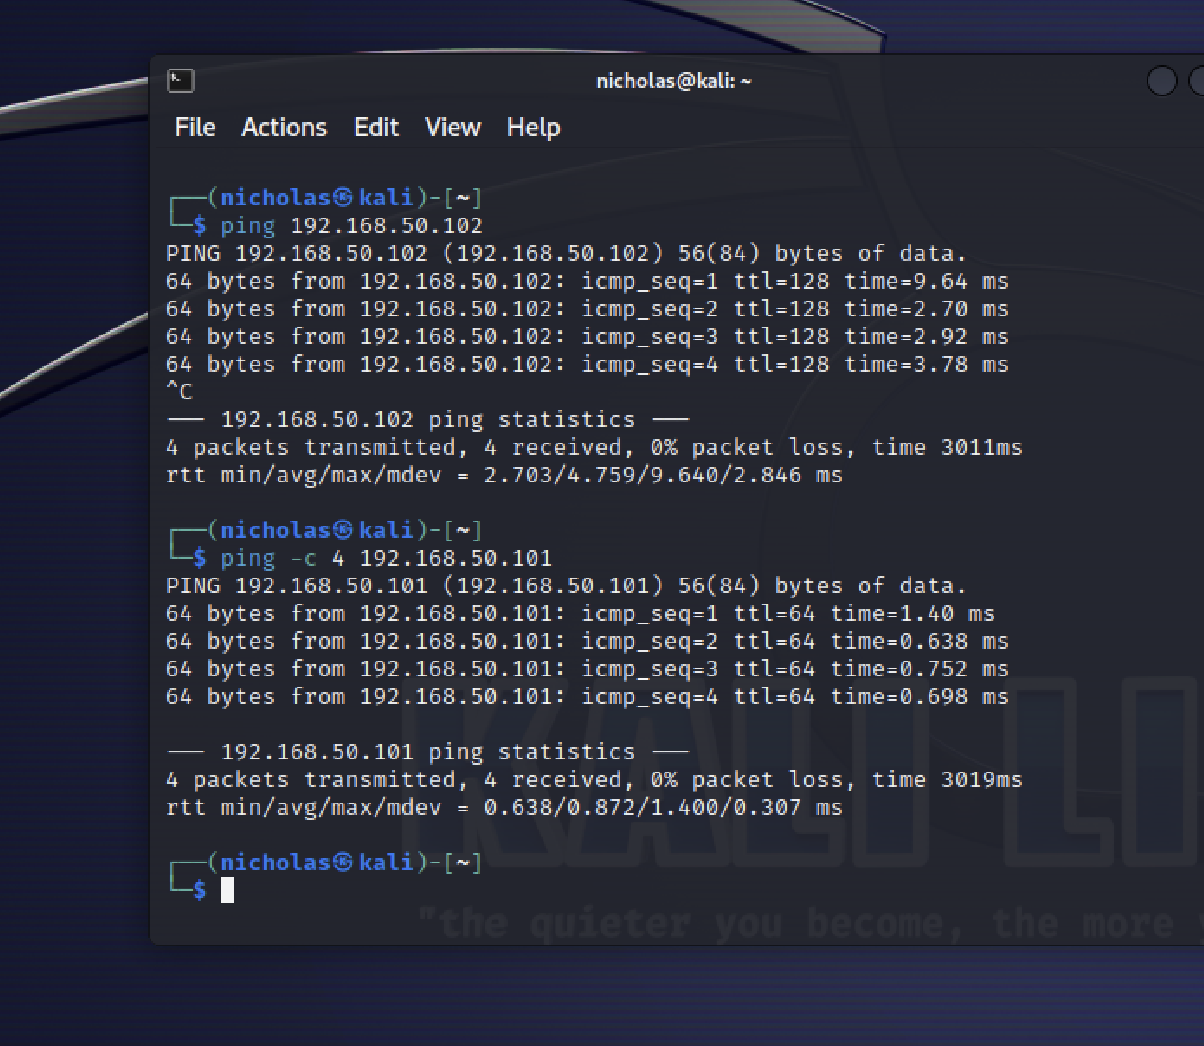 nicholas@kali: ~
File Actions Edit View Help
┌──(nicholas㉿kali)-[~]
└─$ ping 192.168.50.102
PING 192.168.50.102 (192.168.50.102) 56(84) bytes of data.
64 bytes from 192.168.50.102: icmp_seq=1 ttl=128 time=9.64 ms
64 bytes from 192.168.50.102: icmp_seq=2 ttl=128 time=2.70 ms
64 bytes from 192.168.50.102: icmp_seq=3 ttl=128 time=2.92 ms
64 bytes from 192.168.50.102: icmp_seq=4 ttl=128 time=3.78 ms
^C
--- 192.168.50.102 ping statistics ---
4 packets transmitted, 4 received, 0% packet loss, time 3011ms
rtt min/avg/max/mdev = 2.703/4.759/9.640/2.846 ms
┌──(nicholas㉿kali)-[~]
└─$ ping -c 4 192.168.50.101
PING 192.168.50.101 (192.168.50.101) 56(84) bytes of data.
64 bytes from 192.168.50.101: icmp_seq=1 ttl=64 time=1.40 ms
64 bytes from 192.168.50.101: icmp_seq=2 ttl=64 time=0.638 ms
64 bytes from 192.168.50.101: icmp_seq=3 ttl=64 time=0.752 ms
64 bytes from 192.168.50.101: icmp_seq=4 ttl=64 time=0.698 ms
--- 192.168.50.101 ping statistics ---
4 packets transmitted, 4 received, 0% packet loss, time 3019ms
rtt min/avg/max/mdev = 0.638/0.872/1.400/0.307 ms
┌──(nicholas㉿kali)-[~]
└─$
KALI LI
"the quieter you become, the more